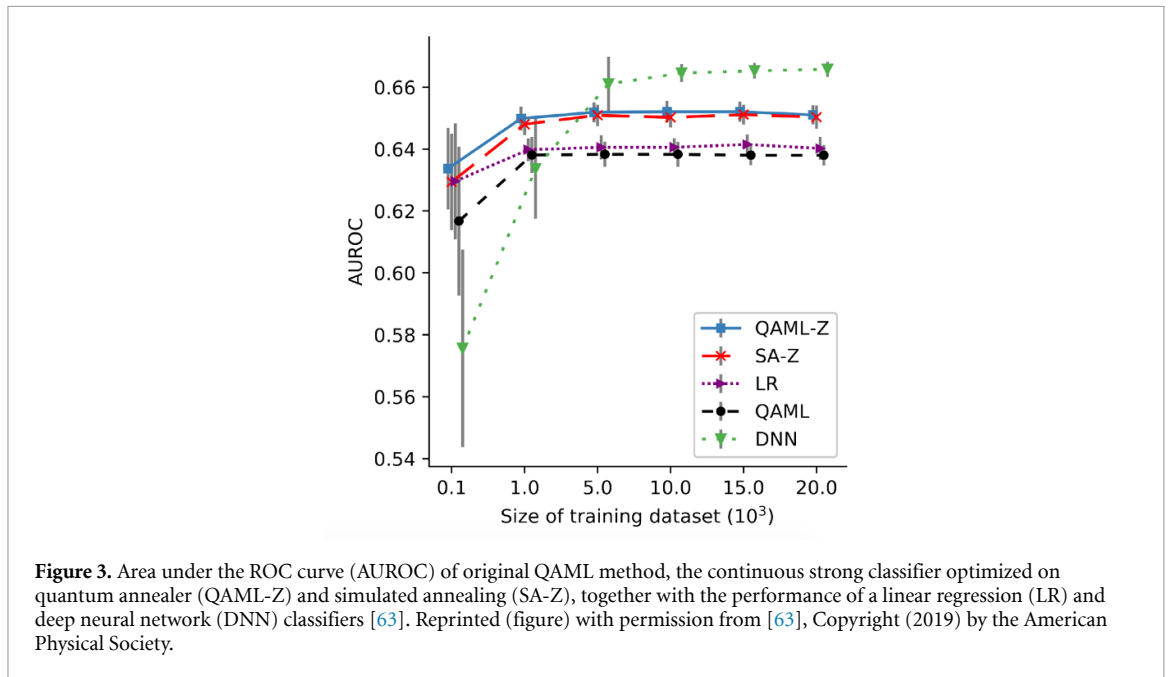 0.66
0.64
0.62
0.60
0.58
0.56
0.54
AUROC
0.1 1.0 5.0 10.0 15.0 20.0
Size of training dataset (10³)
QAML-Z
SA-Z
LR
QAML
DNN
Figure 3. Area under the ROC curve (AUROC) of original QAML method, the continuous strong classifier optimized on
quantum annealer (QAML-Z) and simulated annealing (SA-Z), together with the performance of a linear regression (LR) and
deep neural network (DNN) classifiers [63]. Reprinted (figure) with permission from [63], Copyright (2019) by the American
Physical Society.